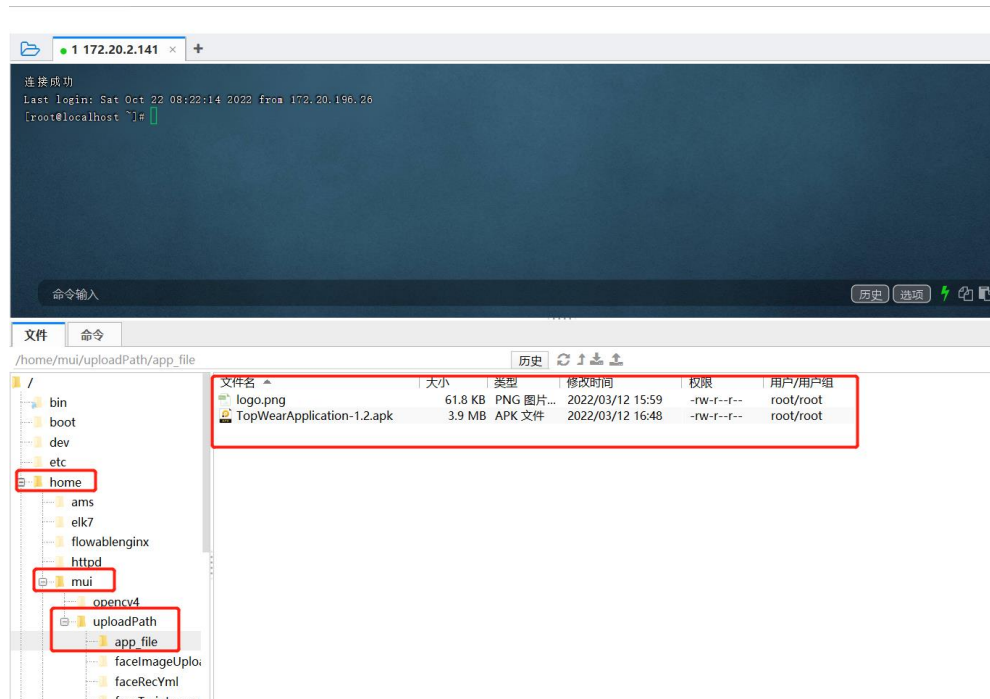 1 172.20.2.141 × +
连接成功
Last login: Sat Oct 22 08:22:14 2022 from 172.20.196.26
[root@localhost ~]#
命令输入 历史 选项
文件 命令
/home/mui/uploadPath/app_file 历史
/ 文件名 大小 类型 修改时间 权限 用户/用户组
bin logo.png 61.8 KB PNG 图片... 2022/03/12 15:59 -rw-r--r-- root/root
boot TopWearApplication-1.2.apk 3.9 MB APK 文件 2022/03/12 16:48 -rw-r--r-- root/root
dev
etc
home
ams
elk7
flowablenginx
httpd
mui
opencv4
uploadPath
app_file
faceImageUploa
faceRecYml